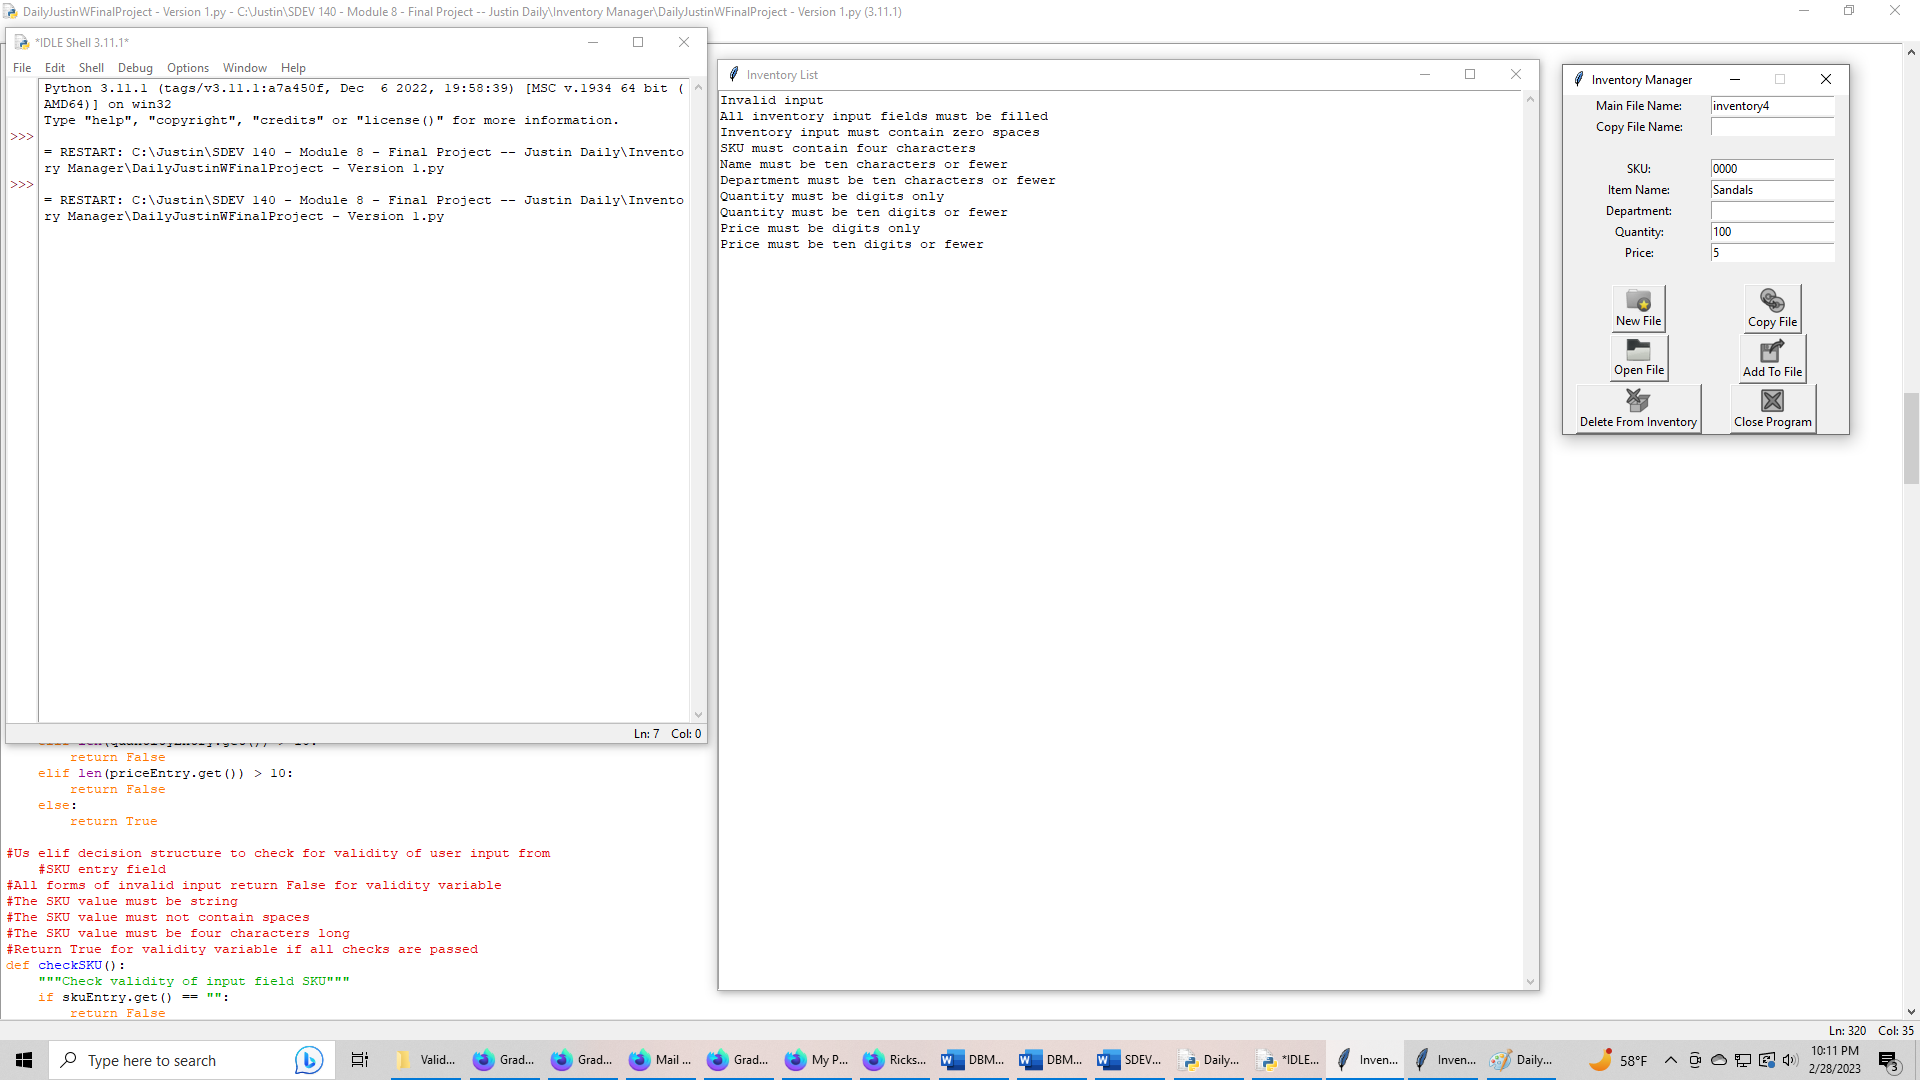 DailyJustinWFinalProject - Version 1.py - C:\Justin\SDEV 140 - Module 8 - Final Project -- Justin Daily\Inventory Manager\DailyJustinWFinalProject - Version 1.py (3.11.1)
*IDLE Shell 3.11.1*
File Edit Shell Debug Options Window Help
Python 3.11.1 (tags/v3.11.1:a7a450f, Dec  6 2022, 19:58:39) [MSC v.1934 64 bit (
AMD64)] on win32
Type "help", "copyright", "credits" or "license()" for more information.
>>>
= RESTART: C:\Justin\SDEV 140 - Module 8 - Final Project -- Justin Daily\Invento
ry Manager\DailyJustinWFinalProject - Version 1.py
>>>
= RESTART: C:\Justin\SDEV 140 - Module 8 - Final Project -- Justin Daily\Invento
ry Manager\DailyJustinWFinalProject - Version 1.py
Ln: 7 Col: 0
return False
elif len(priceEntry.get()) > 10:
return False
else:
return True
#Us elif decision structure to check for validity of user input from
#SKU entry field
#All forms of invalid input return False for validity variable
#The SKU value must be string
#The SKU value must not contain spaces
#The SKU value must be four characters long
#Return True for validity variable if all checks are passed
def checkSKU():
"""Check validity of input field SKU"""
if skuEntry.get() == "":
return False
Inventory List
Invalid input
All inventory input fields must be filled
Inventory input must contain zero spaces
SKU must contain four characters
Name must be ten characters or fewer
Department must be ten characters or fewer
Quantity must be digits only
Quantity must be ten digits or fewer
Price must be digits only
Price must be ten digits or fewer
Inventory Manager
Main File Name: inventory4
Copy File Name:
SKU: 0000
Item Name: Sandals
Department:
Quantity: 100
Price: 5
New File Copy File
Open File Add To File
Delete From Inventory Close Program
Ln: 320 Col: 35
Type here to search
Valid... Grad... Grad... Mail ... Grad... My P... Ricks... DBM... DBM... SDEV... Daily... *IDLE... Inven... Inven... Daily...
58°F
10:11 PM
2/28/2023
3